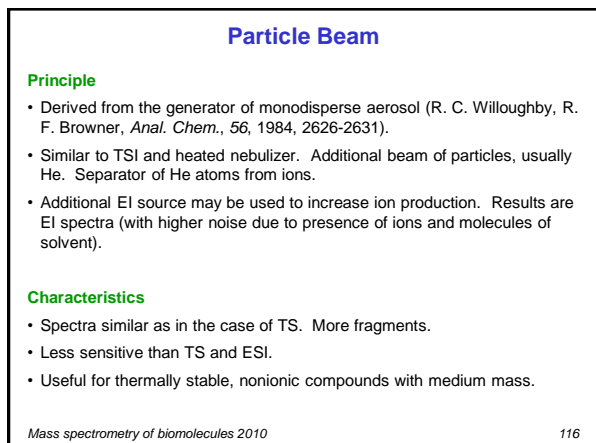 Particle Beam
Principle
• Derived from the generator of monodisperse aerosol (R. C. Willoughby, R.
F. Browner, Anal. Chem., 56, 1984, 2626-2631).
• Similar to TSI and heated nebulizer. Additional beam of particles, usually
He. Separator of He atoms from ions.
• Additional EI source may be used to increase ion production. Results are
EI spectra (with higher noise due to presence of ions and molecules of
solvent).
Characteristics
• Spectra similar as in the case of TS. More fragments.
• Less sensitive than TS and ESI.
• Useful for thermally stable, nonionic compounds with medium mass.
Mass spectrometry of biomolecules 2010 116